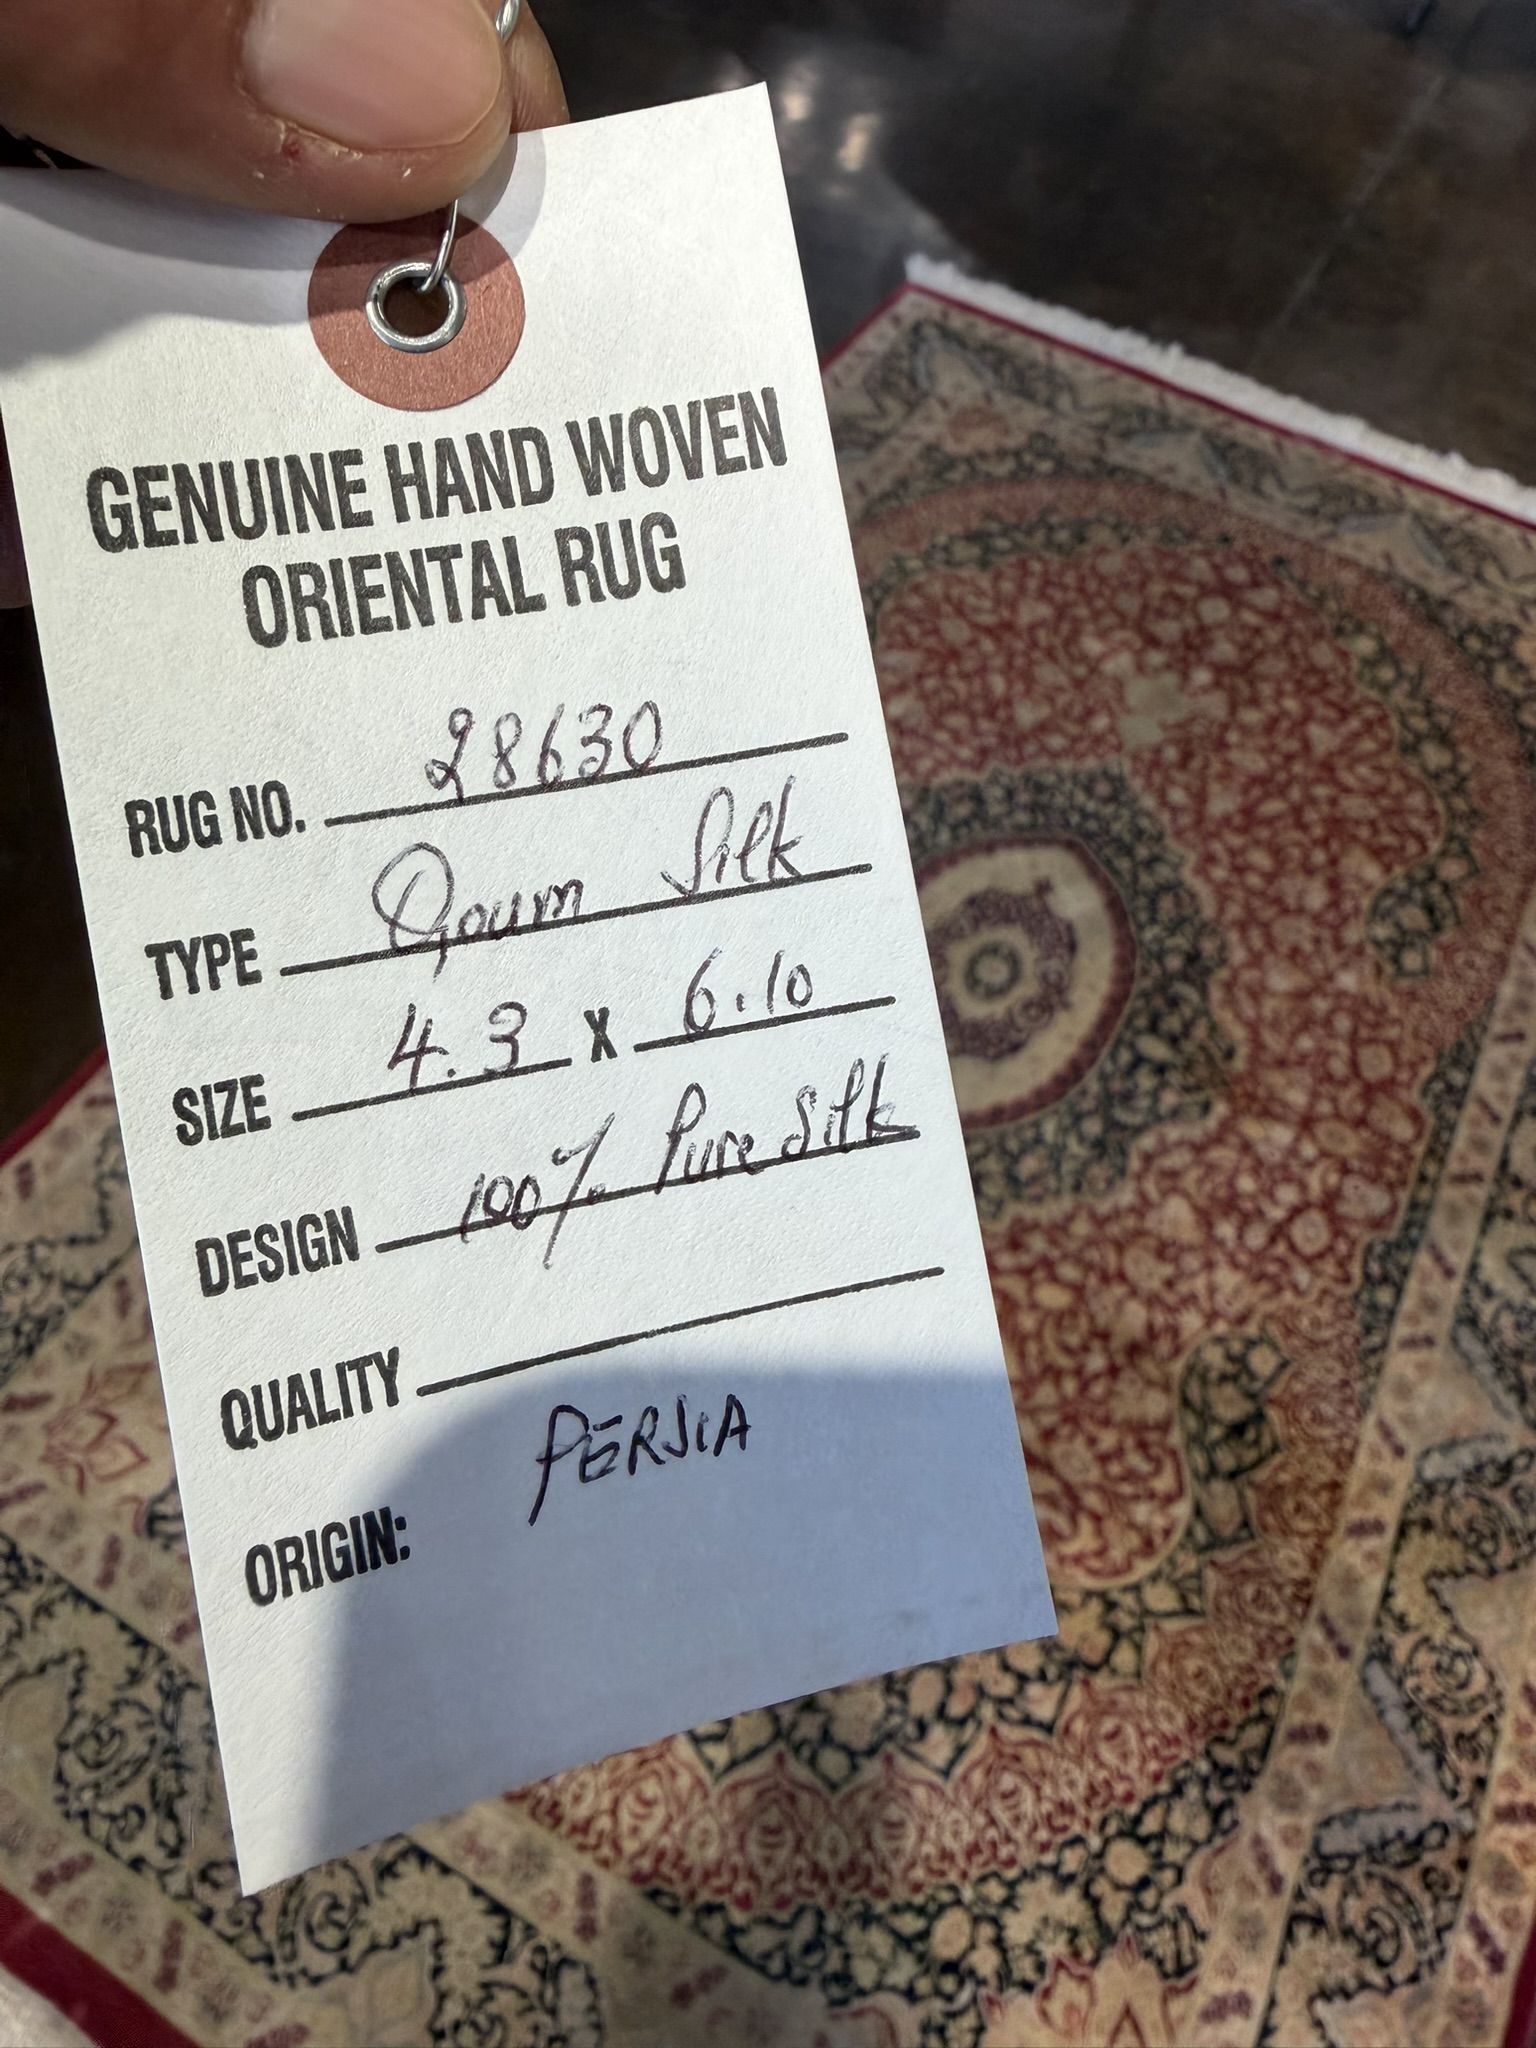 GENUINE HAND WOVEN
ORIENTAL RUG
RUG NO. 28630
TYPE Qoum Silk
SIZE 4.3 X 6.10
DESIGN 100% Pure Silk
QUALITY
ORIGIN: PERSIA